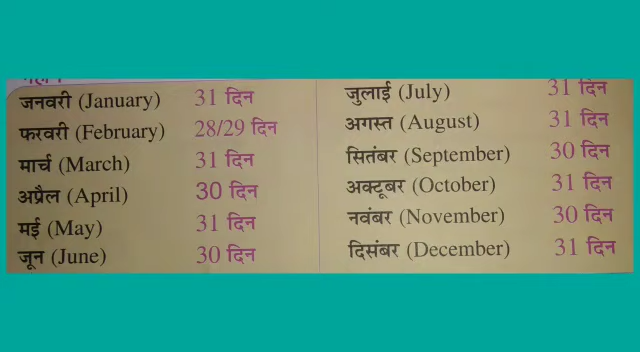 जनवरी (January) 31 दिन
फरवरी (February) 28/29 दिन
मार्च (March) 31 दिन
अप्रैल (April) 30 दिन
मई (May) 31 दिन
जून (June) 30 दिन
जुलाई (July) 31 दिन
अगस्त (August) 31 दिन
सितंबर (September) 30 दिन
अक्टूबर (October) 31 दिन
नवंबर (November) 30 दिन
दिसंबर (December) 31 दिन